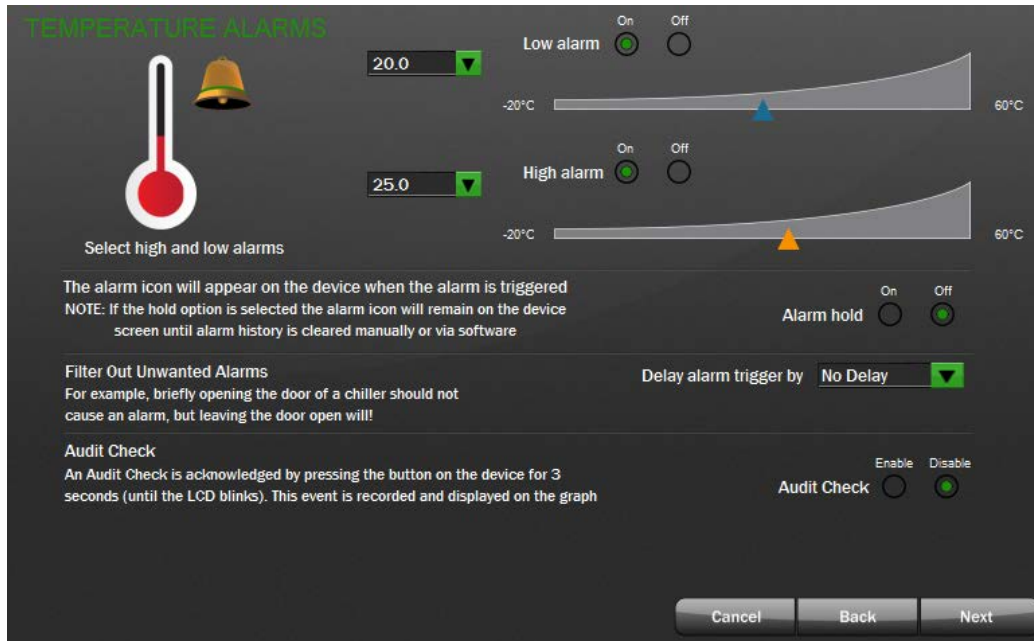 TEMPERATURE ALARMS
On Off
Low alarm
20.0
-20°C 60°C
On Off
High alarm
25.0
-20°C 60°C
Select high and low alarms
The alarm icon will appear on the device when the alarm is triggered
NOTE: If the hold option is selected the alarm icon will remain on the device
screen until alarm history is cleared manually or via software
On Off
Alarm hold
Filter Out Unwanted Alarms
For example, briefly opening the door of a chiller should not
cause an alarm, but leaving the door open will!
Delay alarm trigger by No Delay
Audit Check
An Audit Check is acknowledged by pressing the button on the device for 3
seconds (until the LCD blinks). This event is recorded and displayed on the graph
Enable Disable
Audit Check
Cancel Back Next